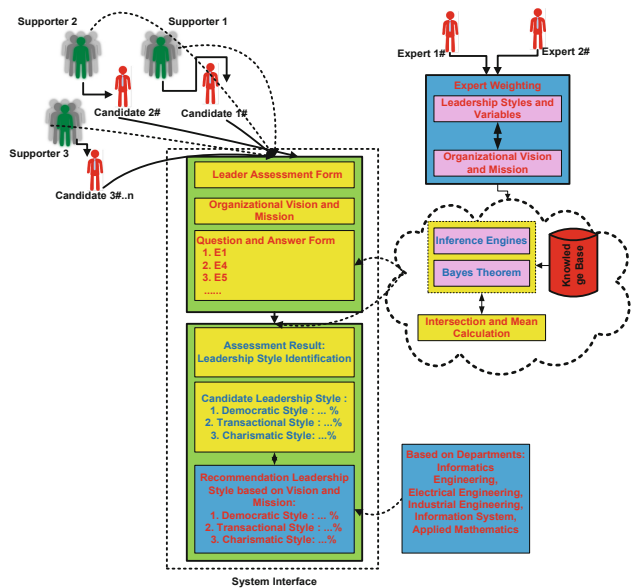 Supporter 2
Supporter 1
Expert 1#
Expert 2#
Candidate 2#
Candidate 1#
Supporter 3
Candidate 3#..n
Expert Weighting
Leadership Styles and
Variables
Organizational Vision
and Mission
Leader Assessment Form
Organizational Vision and
Mission
Question and Answer Form
1. E1
2. E4
3. E5
......
Inference Engines
Bayes Theorem
Knowled
ge Base
Intersection and Mean
Calculation
Assessment Result:
Leadership Style Identification
Candidate Leadership Style :
1. Democratic Style : ... %
2. Transactional Style : ...%
3. Charismatic Style: ...%
Recommendation Leadership
Style based on Vision and
Mission:
1. Democratic Style : ... %
2. Transactional Style : ...%
3. Charismatic Style: ...%
Based on Departments:
Informatics
Engineering,
Electrical Engineering,
Industrial Engineering,
Information System,
Applied Mathematics
System Interface